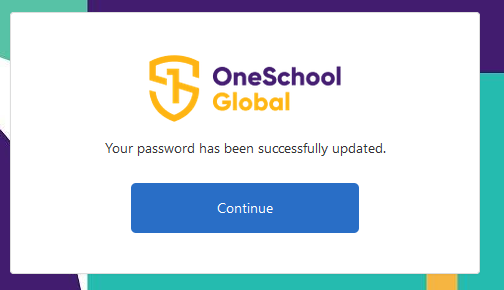 OneSchool
Global
Your password has been successfully updated.
Continue